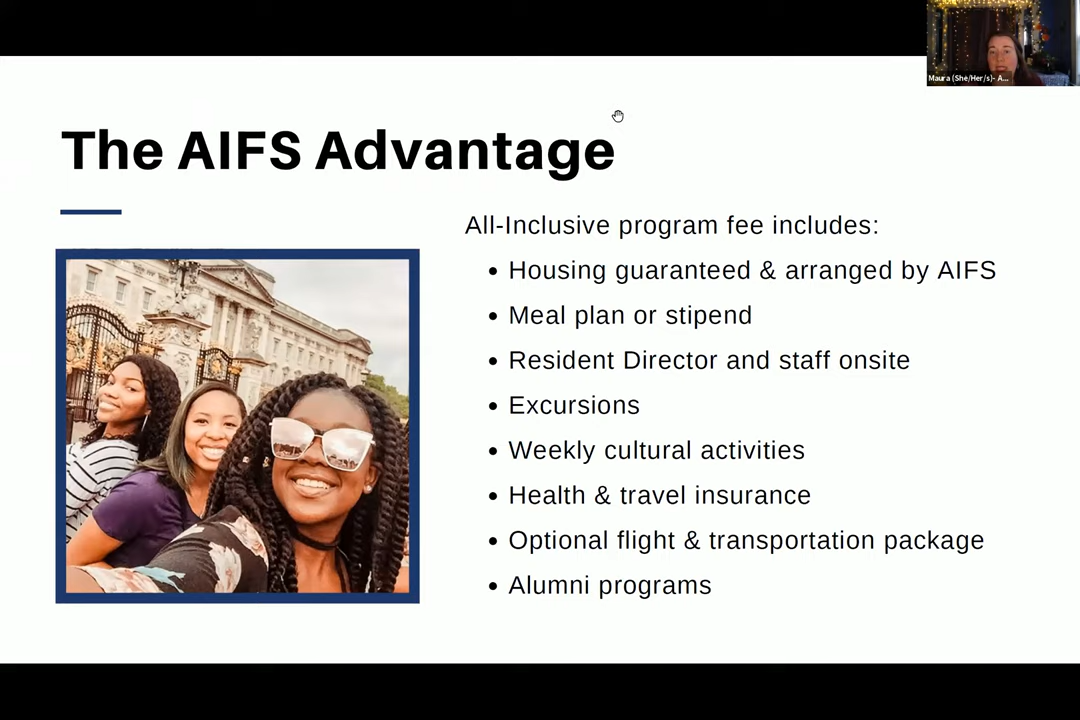 Maura (She/Her/s)- A...
The AIFS Advantage
All-Inclusive program fee includes:
• Housing guaranteed & arranged by AIFS
• Meal plan or stipend
• Resident Director and staff onsite
• Excursions
• Weekly cultural activities
• Health & travel insurance
• Optional flight & transportation package
• Alumni programs